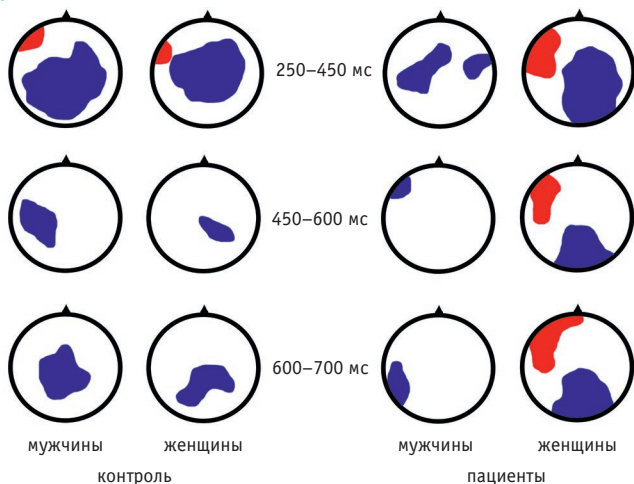 250–450 мс
450–600 мс
600–700 мс
мужчины женщины мужчины женщины
контроль пациенты